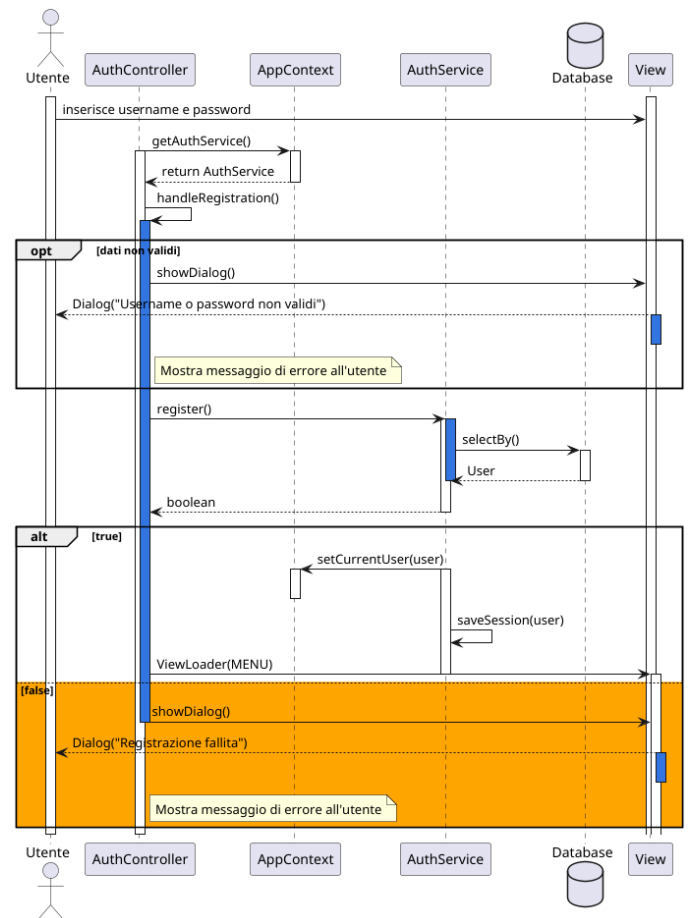 Utente
AuthController
AppContext
AuthService
Database
View
inserisce username e password
getAuthService()
return AuthService
handleRegistration()
opt
[dati non validi]
showDialog()
Dialog("Username o password non validi")
Mostra messaggio di errore all'utente
register()
selectBy()
User
boolean
alt
[true]
setCurrentUser(user)
saveSession(user)
ViewLoader(MENU)
[false]
showDialog()
Dialog("Registrazione fallita")
Mostra messaggio di errore all'utente
Utente
AuthController
AppContext
AuthService
Database
View